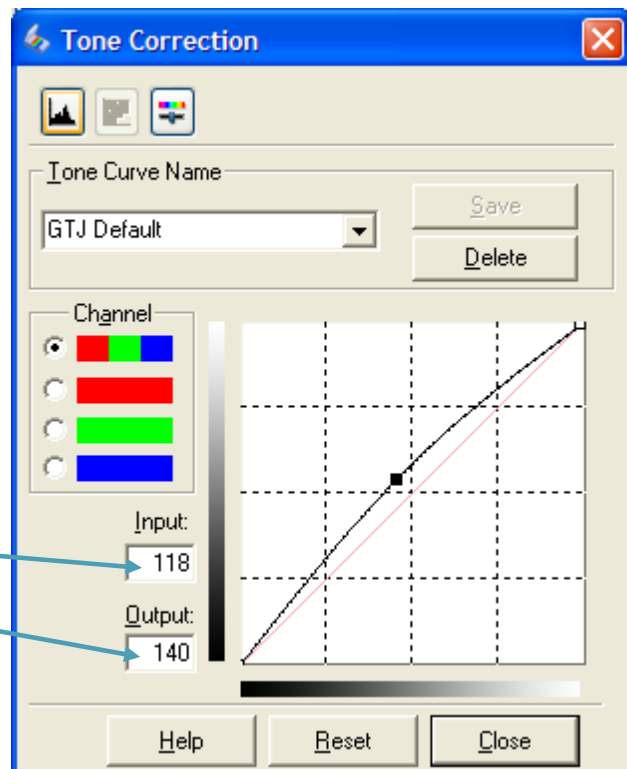 Tone Correction
Tone Curve Name
GTJ Default
Save
Delete
Channel
Input:
118
Output:
140
Help
Reset
Close